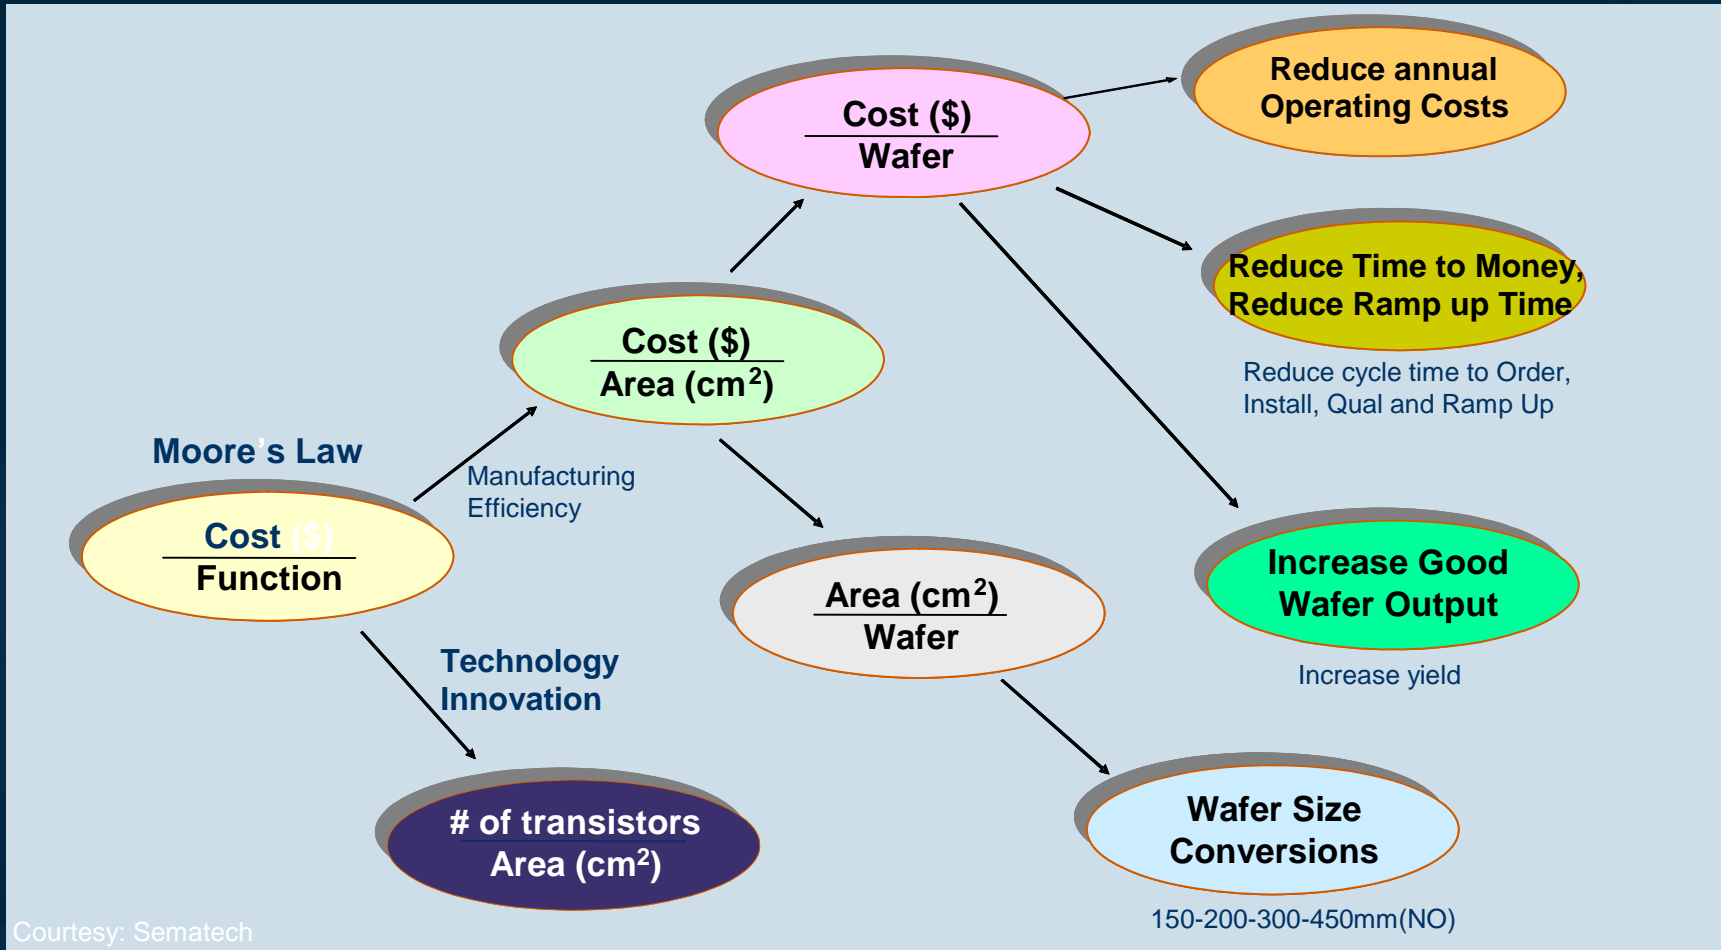 Reduce annual
Operating Costs
Cost ($)
Wafer
Reduce Time to Money,
Reduce Ramp up Time
Reduce cycle time to Order,
Install, Qual and Ramp Up
Cost ($)
Area (cm²)
Moore's Law
Manufacturing
Efficiency
Cost ($)
Function
Increase Good
Wafer Output
Increase yield
Area (cm²)
Wafer
Technology
Innovation
# of transistors
Area (cm²)
Wafer Size
Conversions
150-200-300-450mm(NO)
Courtesy: Sematech